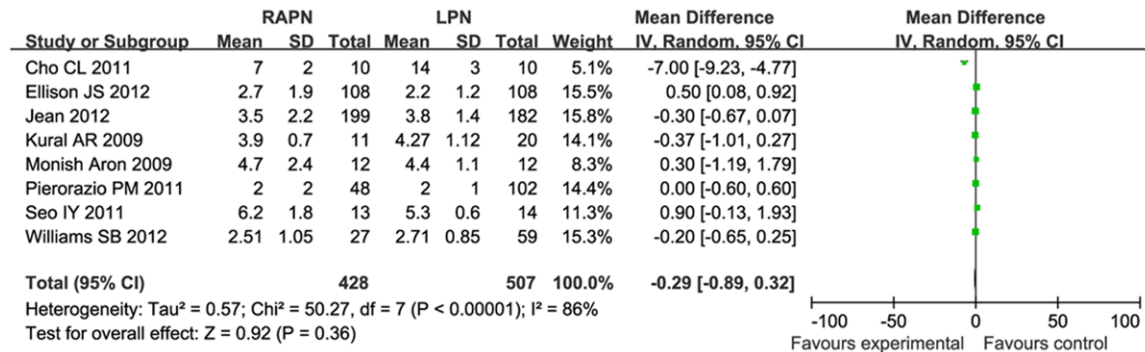 RAPN LPN Mean Difference Mean Difference
Study or Subgroup Mean SD Total Mean SD Total Weight IV, Random, 95% CI IV, Random, 95% CI
Cho CL 2011 7 2 10 14 3 10 5.1% -7.00 [-9.23, -4.77]
Ellison JS 2012 2.7 1.9 108 2.2 1.2 108 15.5% 0.50 [0.08, 0.92]
Jean 2012 3.5 2.2 199 3.8 1.4 182 15.8% -0.30 [-0.67, 0.07]
Kural AR 2009 3.9 0.7 11 4.27 1.12 20 14.1% -0.37 [-1.01, 0.27]
Monish Aron 2009 4.7 2.4 12 4.4 1.1 12 8.3% 0.30 [-1.19, 1.79]
Pierorazio PM 2011 2 2 48 2 1 102 14.4% 0.00 [-0.60, 0.60]
Seo IY 2011 6.2 1.8 13 5.3 0.6 14 11.3% 0.90 [-0.13, 1.93]
Williams SB 2012 2.51 1.05 27 2.71 0.85 59 15.3% -0.20 [-0.65, 0.25]
Total (95% CI) 428 507 100.0% -0.29 [-0.89, 0.32]
Heterogeneity: Tau² = 0.57; Chi² = 50.27, df = 7 (P < 0.00001); I² = 86%
Test for overall effect: Z = 0.92 (P = 0.36)
-100 -50 0 50 100
Favours experimental Favours control